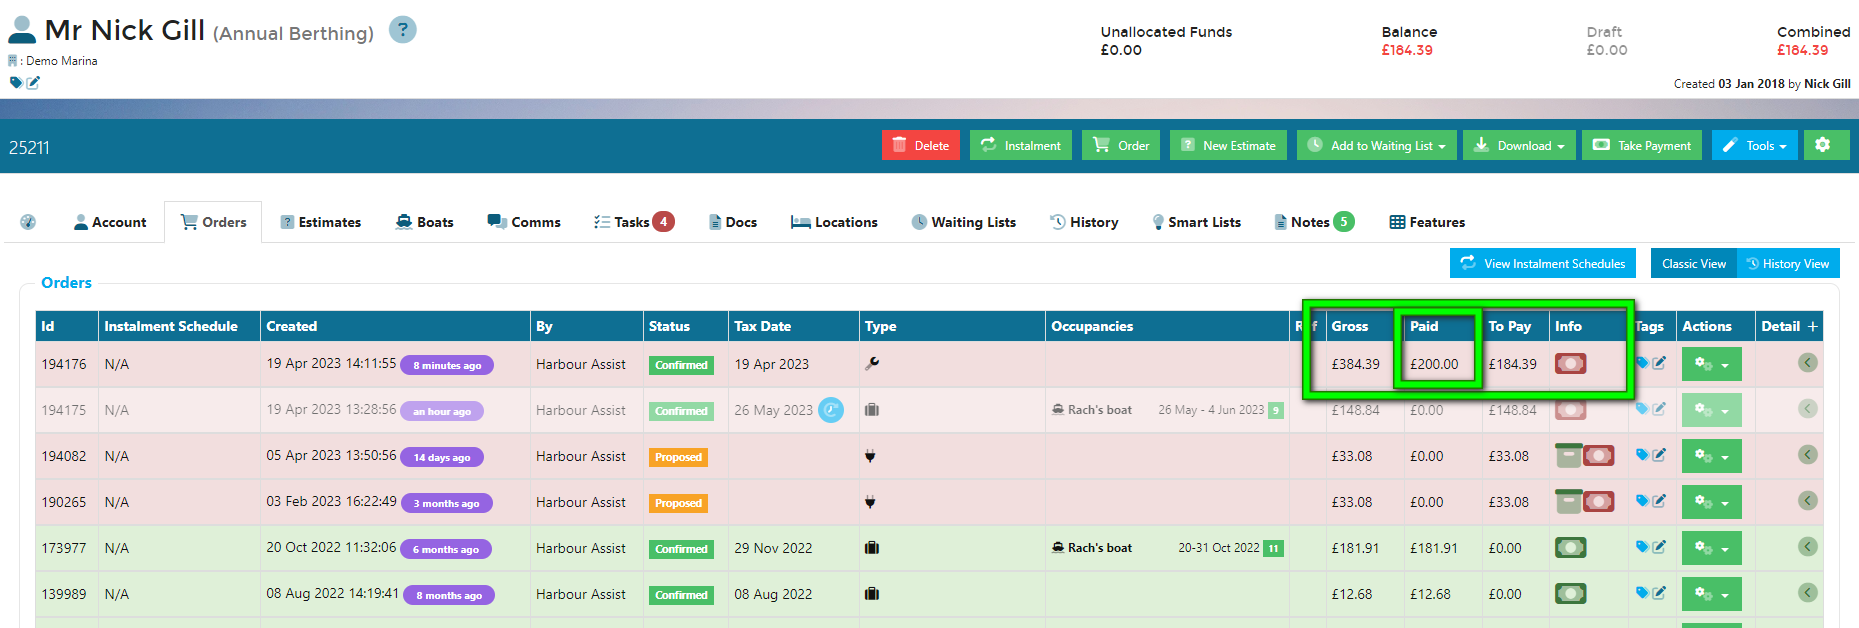 Mr Nick Gill (Annual Berthing) ?
: Demo Marina
Unallocated Funds
£0.00
Balance
£184.39
Draft
£0.00
Combined
£184.39
Created 03 Jan 2018 by Nick Gill
25211
Delete Instalment Order New Estimate Add to Waiting List Download Take Payment Tools
Account Orders Estimates Boats Comms Tasks 4 Docs Locations Waiting Lists History Smart Lists Notes 5 Features
View Instalment Schedules Classic View History View
Orders
Id Instalment Schedule Created By Status Tax Date Type Occupancies Gross Paid To Pay Info Tags Actions Detail +
194176 N/A 19 Apr 2023 14:11:55 8 minutes ago Harbour Assist Confirmed 19 Apr 2023 £384.39 £200.00 £184.39
194175 N/A 19 Apr 2023 13:28:56 an hour ago Harbour Assist Confirmed 26 May 2023 Rach's boat 26 May - 4 Jun 2023 9 £148.84 £0.00 £148.84
194082 N/A 05 Apr 2023 13:50:56 14 days ago Harbour Assist Proposed £33.08 £0.00 £33.08
190265 N/A 03 Feb 2023 16:22:49 3 months ago Harbour Assist Proposed £33.08 £0.00 £33.08
173977 N/A 20 Oct 2022 11:32:06 6 months ago Harbour Assist Confirmed 29 Nov 2022 Rach's boat 20-31 Oct 2022 11 £181.91 £181.91 £0.00
139989 N/A 08 Aug 2022 14:19:41 8 months ago Harbour Assist Confirmed 08 Aug 2022 £12.68 £12.68 £0.00